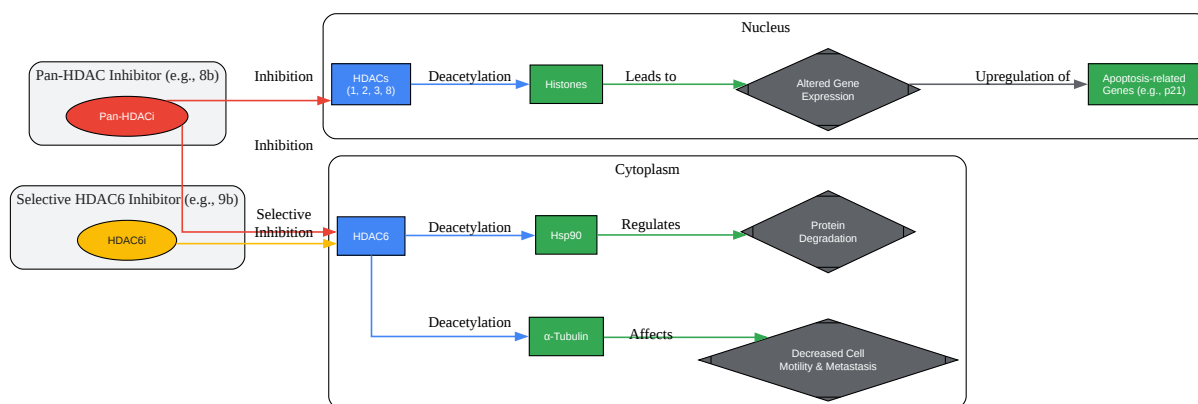 Nucleus
Pan-HDAC Inhibitor (e.g., 8b)
Pan-HDACi
Inhibition
HDACs
(1, 2, 3, 8)
Deacetylation
Histones
Leads to
Altered Gene
Expression
Upregulation of
Apoptosis-related
Genes (e.g., p21)
Inhibition
Cytoplasm
Selective HDAC6 Inhibitor (e.g., 9b)
HDAC6i
Selective
Inhibition
HDAC6
Deacetylation
Hsp90
Regulates
Protein
Degradation
Deacetylation
α-Tubulin
Affects
Decreased Cell
Motility & Metastasis